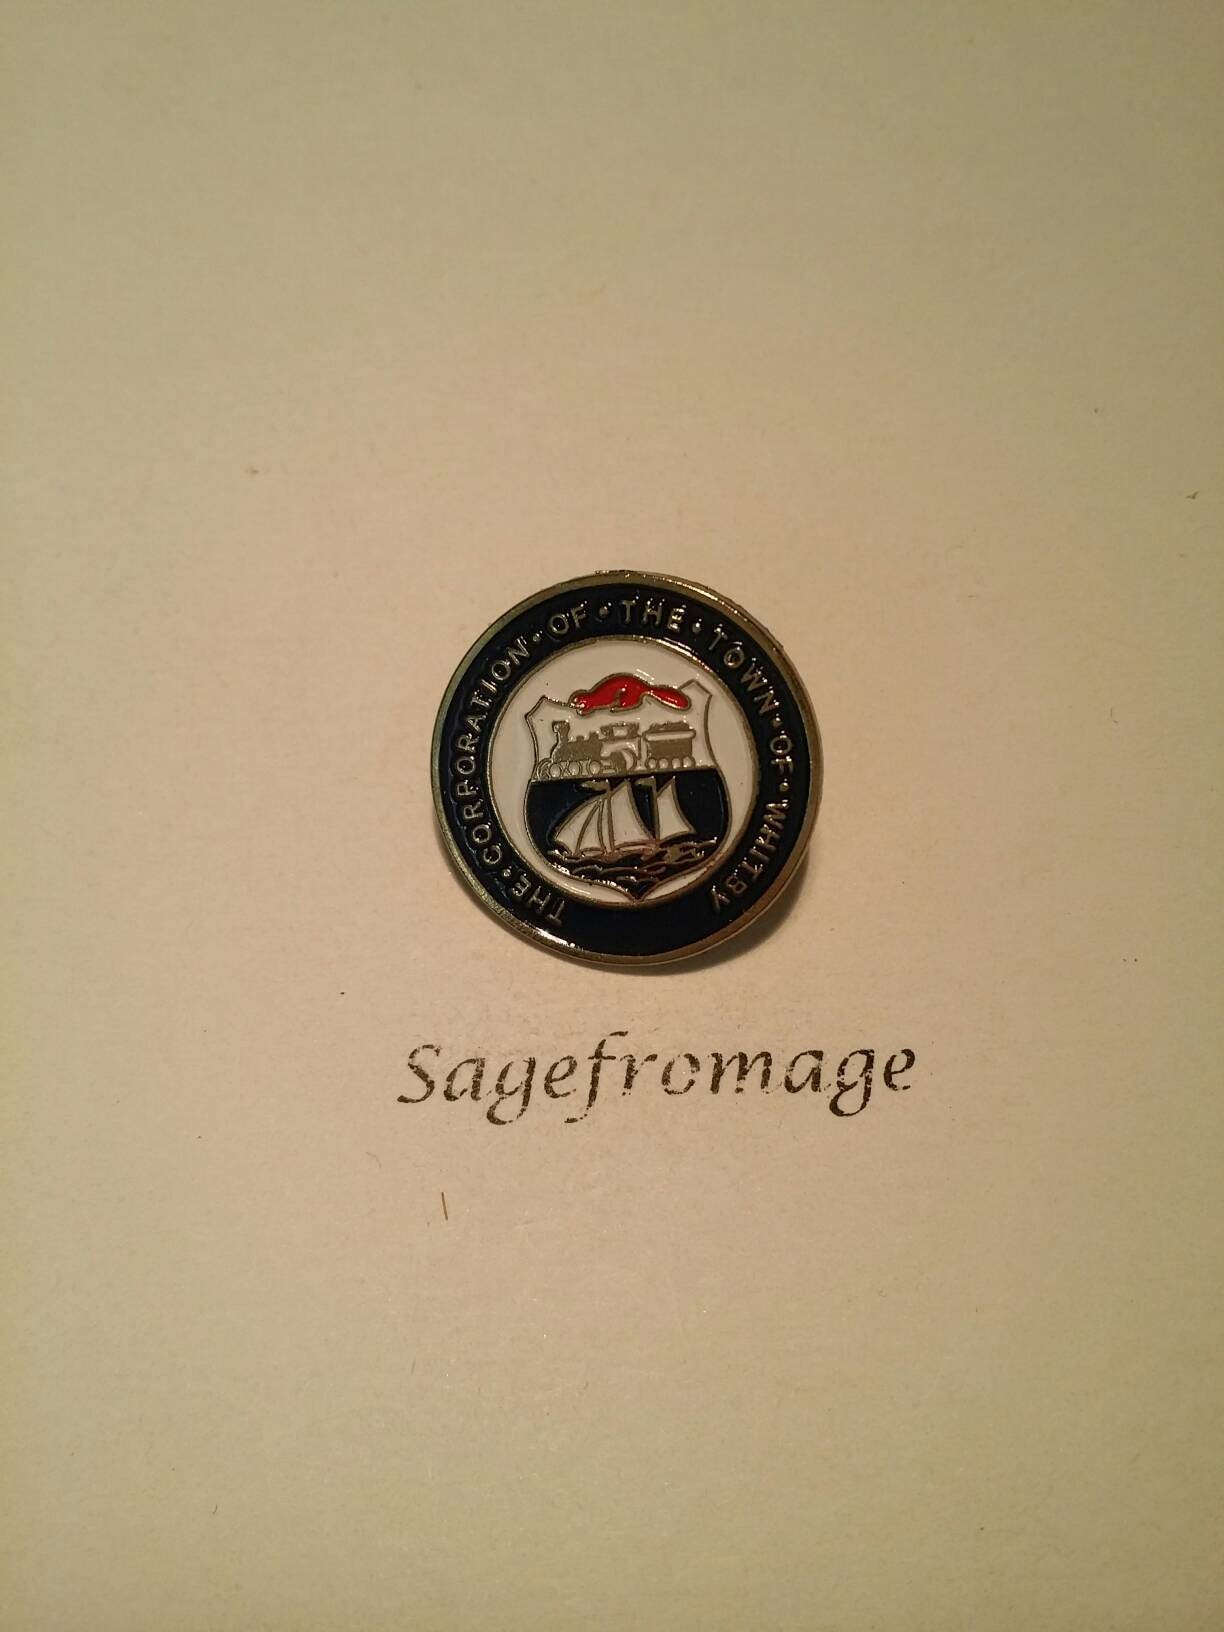 THE • CORPORATION • OF • THE • TOWN • OF • WHITBY
Sagefromage